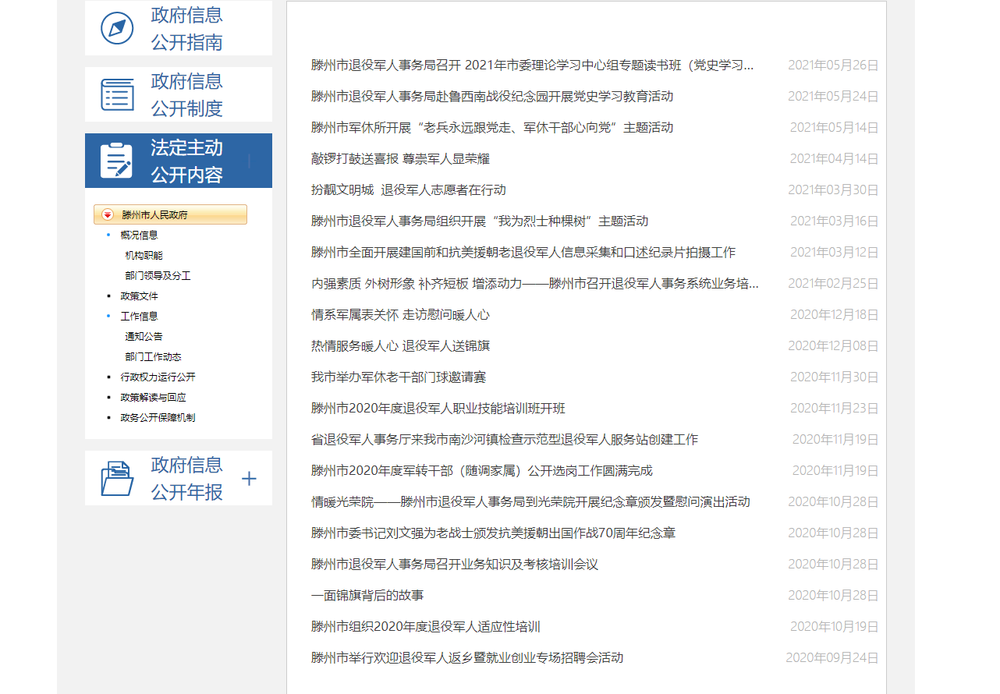 政府信息
公开指南
政府信息
公开制度
法定主动
公开内容
滕州市人民政府
概况信息
机构职能
部门领导及分工
政策文件
工作信息
通知公告
部门工作动态
行政权力运行公开
政策解读与回应
政务公开保障机制
政府信息
公开年报
滕州市退役军人事务局召开 2021年市委理论学习中心组专题读书班（党史学习... 2021年05月26日
滕州市退役军人事务局赴鲁西南战役纪念园开展党史学习教育活动 2021年05月24日
滕州市军休所开展“老兵永远跟党走、军休干部心向党”主题活动 2021年05月14日
敲锣打鼓送喜报 尊崇军人显荣耀 2021年04月14日
扮靓文明城 退役军人志愿者在行动 2021年03月30日
滕州市退役军人事务局组织开展“我为烈士种棵树”主题活动 2021年03月16日
滕州市全面开展建国前和抗美援朝老退役军人信息采集和口述纪录片拍摄工作 2021年03月12日
内强素质 外树形象 补齐短板 增添动力——滕州市召开退役军人事务系统业务培... 2021年02月25日
情系军属表关怀 走访慰问暖人心 2020年12月18日
热情服务暖人心 退役军人送锦旗 2020年12月08日
我市举办军休老干部门球邀请赛 2020年11月30日
滕州市2020年度退役军人职业技能培训班开班 2020年11月23日
省退役军人事务厅来我市南沙河镇检查示范型退役军人服务站创建工作 2020年11月19日
滕州市2020年度军转干部（随调家属）公开选岗工作圆满完成 2020年11月19日
情暖光荣院——滕州市退役军人事务局到光荣院开展纪念章颁发暨慰问演出活动 2020年10月28日
滕州市委书记刘文强为老战士颁发抗美援朝出国作战70周年纪念章 2020年10月28日
滕州市退役军人事务局召开业务知识及考核培训会议 2020年10月28日
一面锦旗背后的故事 2020年10月28日
滕州市组织2020年度退役军人适应性培训 2020年10月19日
滕州市举行欢迎退役军人返乡暨就业创业专场招聘会活动 2020年09月24日